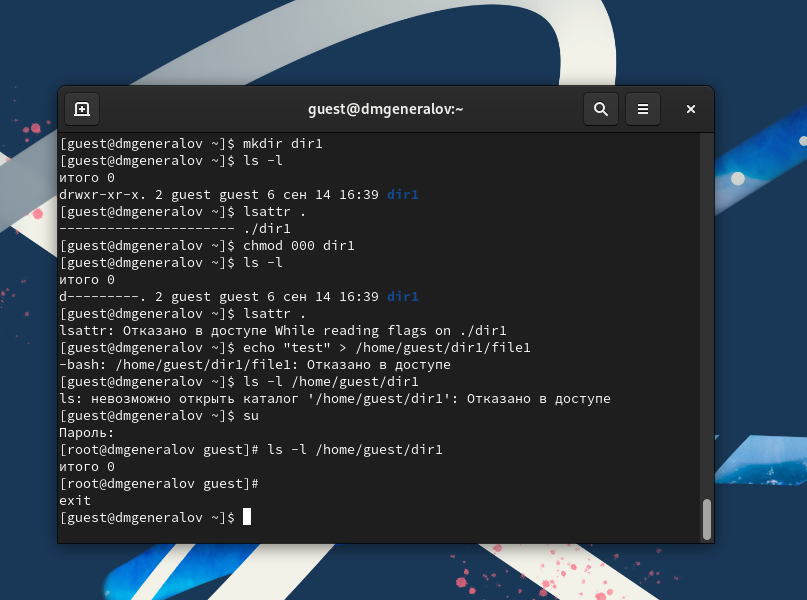 guest@dmgeneralov:~
[guest@dmgeneralov ~]$ mkdir dir1
[guest@dmgeneralov ~]$ ls -l
итого 0
drwxr-xr-x. 2 guest guest 6 сен 14 16:39 dir1
[guest@dmgeneralov ~]$ lsattr .
---------------------- ./dir1
[guest@dmgeneralov ~]$ chmod 000 dir1
[guest@dmgeneralov ~]$ ls -l
итого 0
d---------. 2 guest guest 6 сен 14 16:39 dir1
[guest@dmgeneralov ~]$ lsattr .
lsattr: Отказано в доступе While reading flags on ./dir1
[guest@dmgeneralov ~]$ echo "test" > /home/guest/dir1/file1
-bash: /home/guest/dir1/file1: Отказано в доступе
[guest@dmgeneralov ~]$ ls -l /home/guest/dir1
ls: невозможно открыть каталог '/home/guest/dir1': Отказано в доступе
[guest@dmgeneralov ~]$ su
Пароль:
[root@dmgeneralov guest]# ls -l /home/guest/dir1
итого 0
[root@dmgeneralov guest]#
exit
[guest@dmgeneralov ~]$